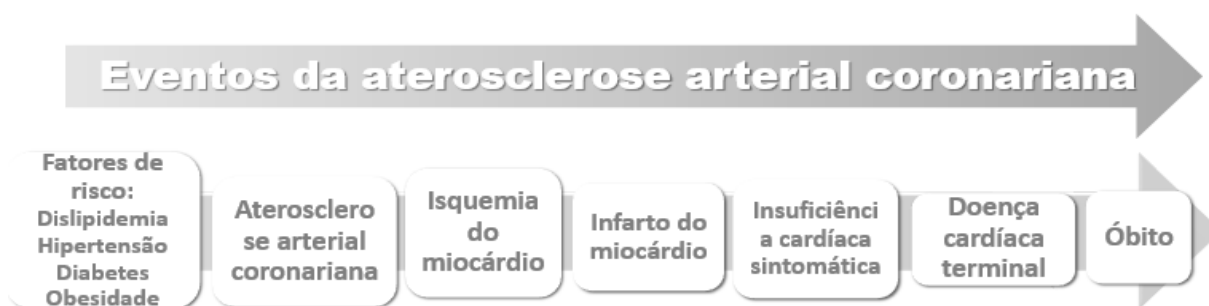 Eventos da aterosclerose arterial coronariana
Fatores de
risco:
Dislipidemia
Hipertensão
Diabetes
Obesidade
Aterosclero
se arterial
coronariana
Isquemia
do
miocárdio
Infarto do
miocárdio
Insuficiênci
a cardíaca
sintomática
Doença
cardíaca
terminal
Óbito